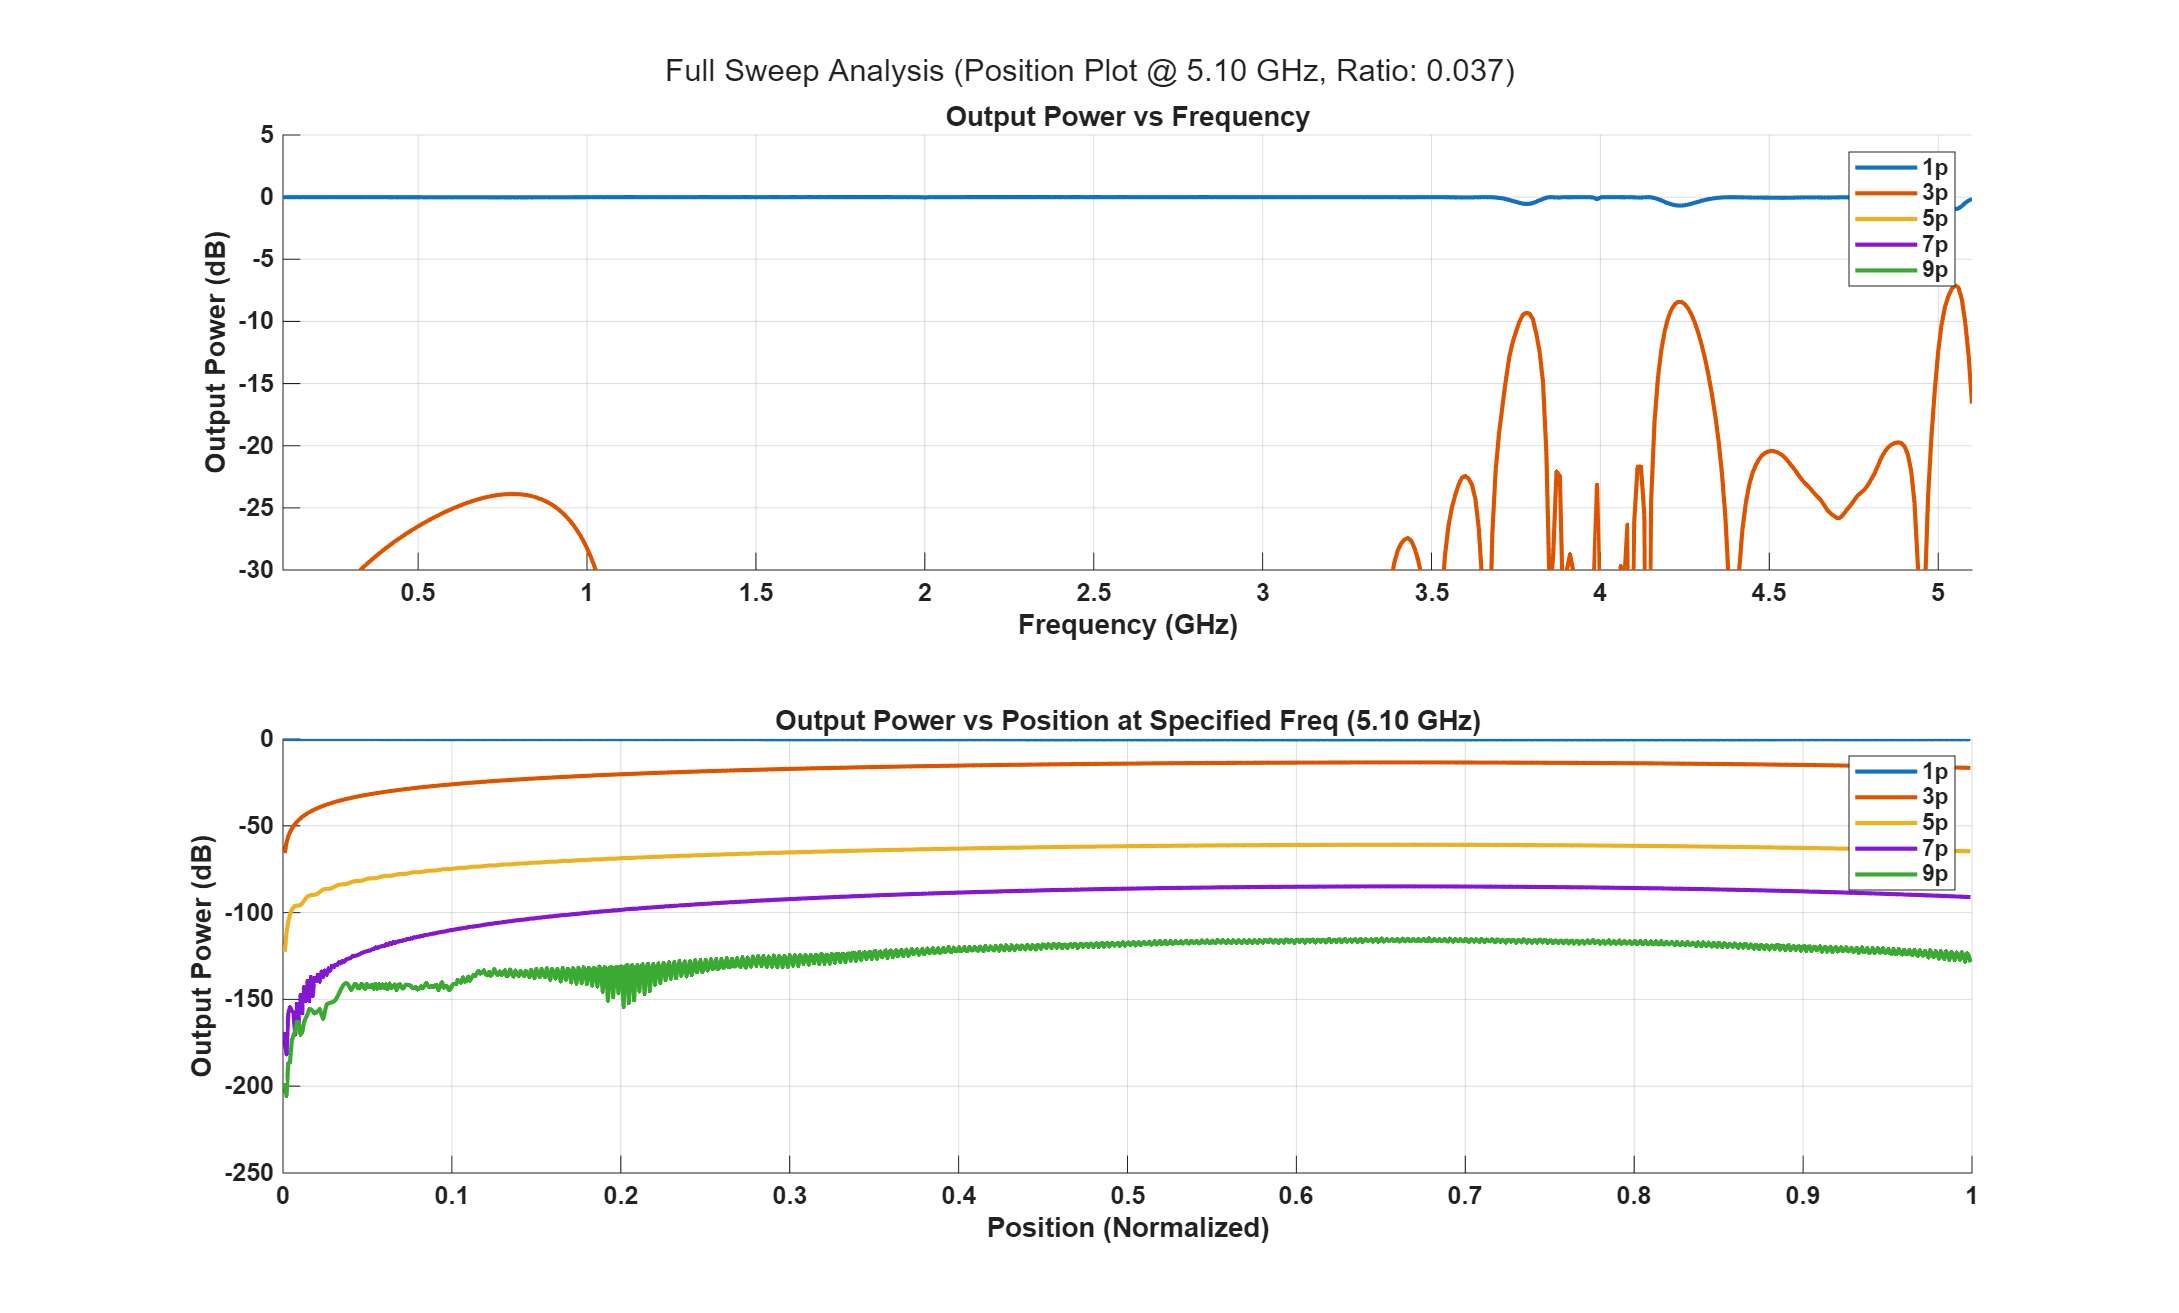 Full Sweep Analysis (Position Plot @ 5.10 GHz, Ratio: 0.037)
Output Power vs Frequency
Output Power (dB)
5
0
-5
-10
-15
-20
-25
-30
0.5
1
1.5
2
2.5
3
3.5
4
4.5
5
Frequency (GHz)
1p
3p
5p
7p
9p
Output Power vs Position at Specified Freq (5.10 GHz)
Output Power (dB)
0
-50
-100
-150
-200
-250
0
0.1
0.2
0.3
0.4
0.5
0.6
0.7
0.8
0.9
1
Position (Normalized)
1p
3p
5p
7p
9p